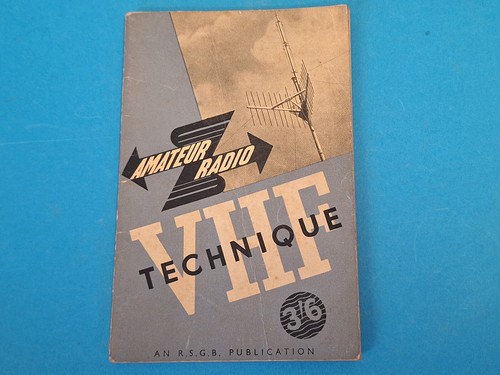 AMATEUR
RADIO
VHF
TECHNIQUE
3/6
AN R.S.G.B. PUBLICATION